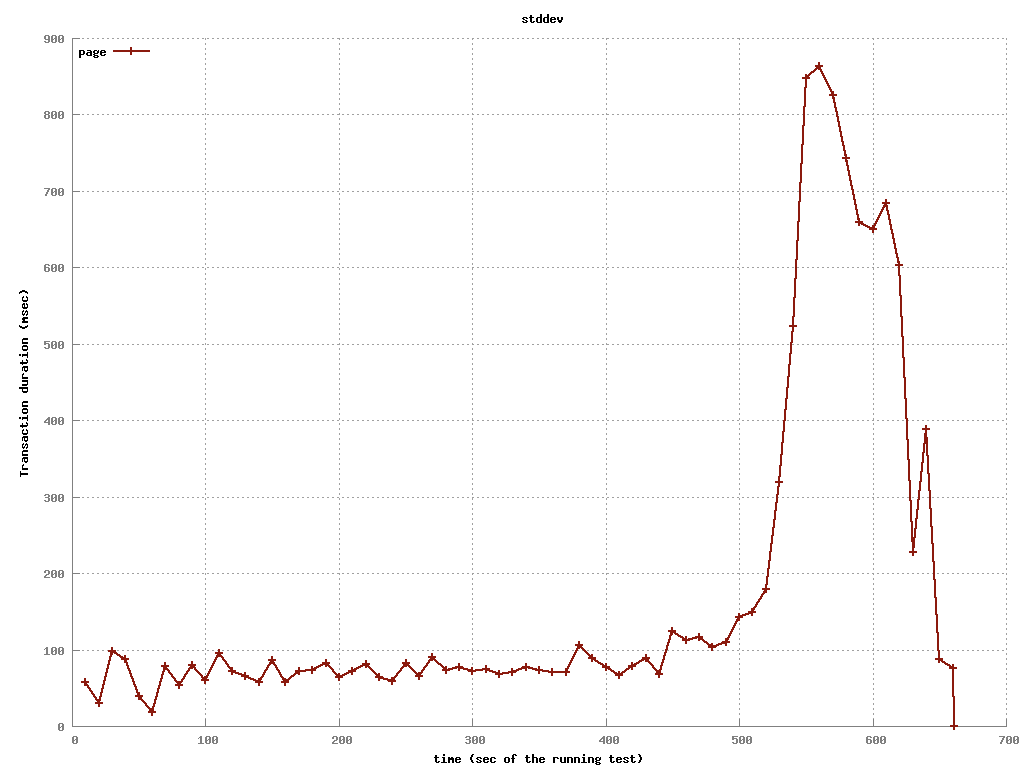 stddev
page
900
800
700
600
500
400
300
200
100
0
Transaction duration (msec)
0 100 200 300 400 500 600 700
time (sec of the running test)